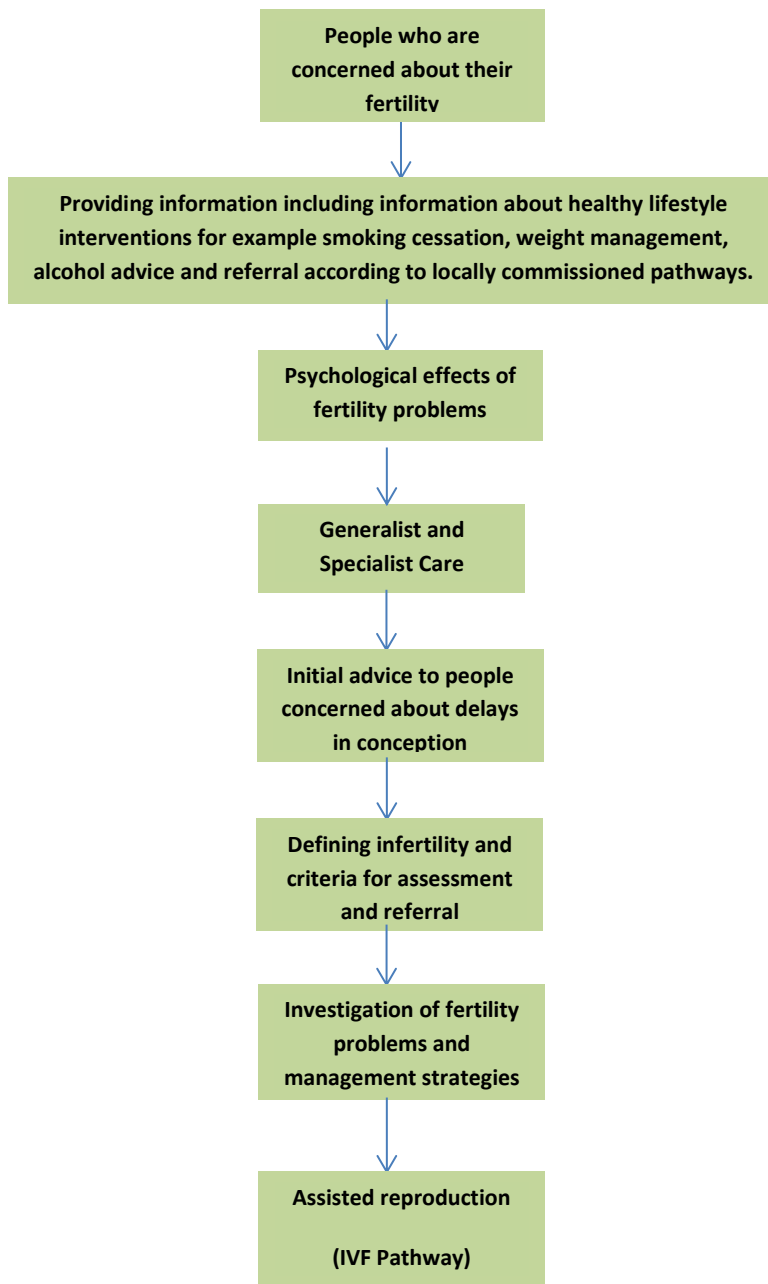 People who are
concerned about their
fertility
Providing information including information about healthy lifestyle
interventions for example smoking cessation, weight management,
alcohol advice and referral according to locally commissioned pathways.
Psychological effects of
fertility problems
Generalist and
Specialist Care
Initial advice to people
concerned about delays
in conception
Defining infertility and
criteria for assessment
and referral
Investigation of fertility
problems and
management strategies
Assisted reproduction
(IVF Pathway)